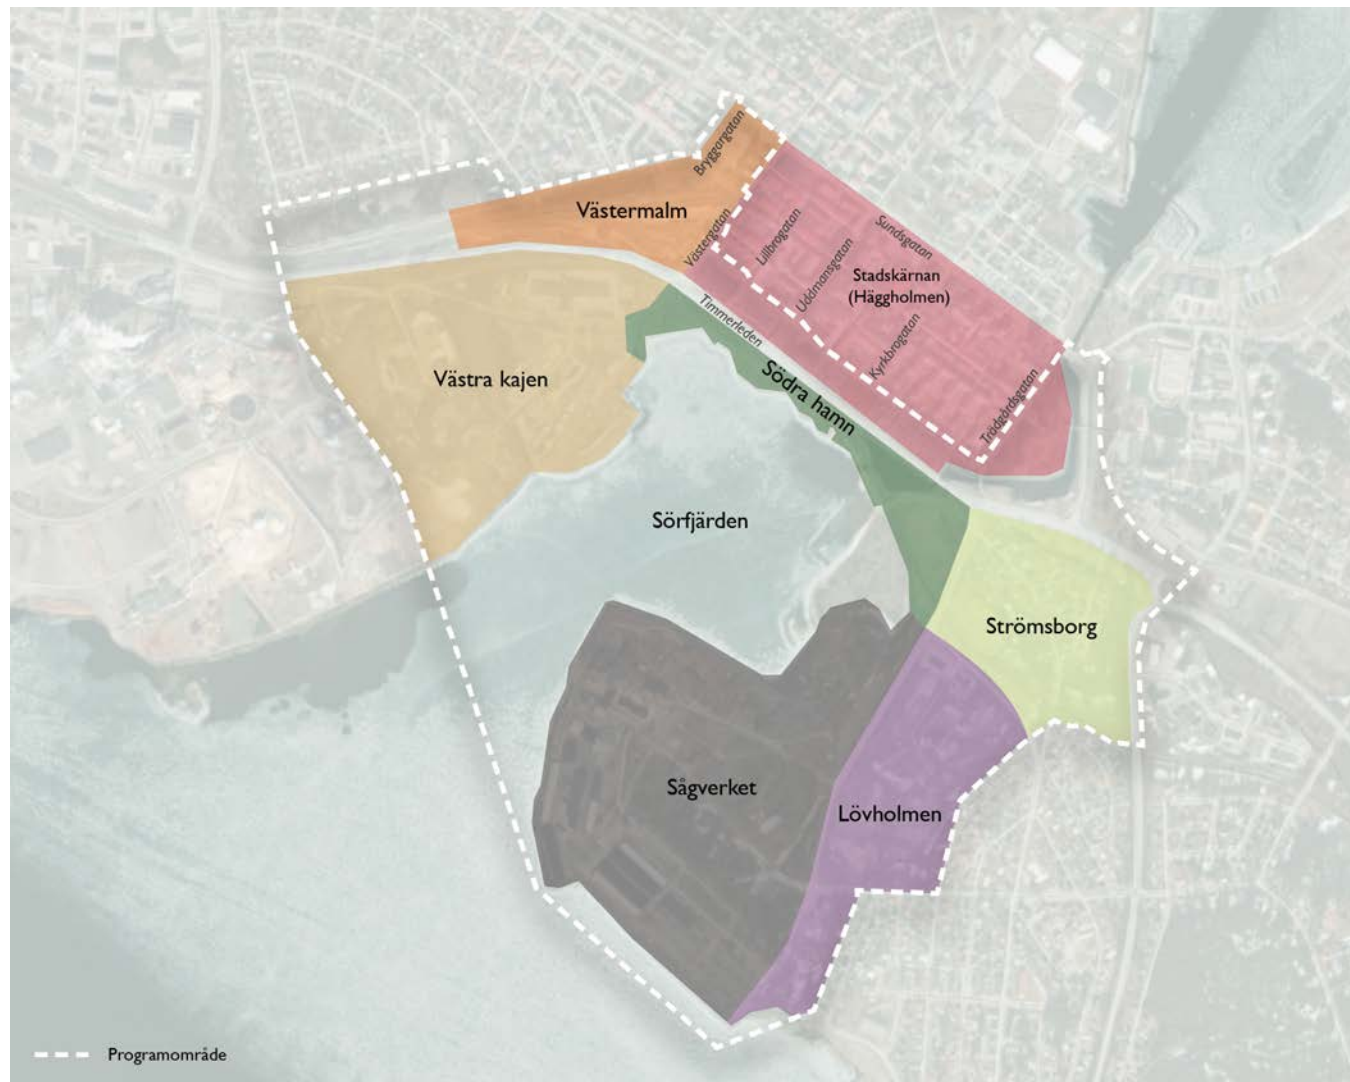 Bryggargatan
Västermalm
Västergatan
Lillbrogatan
Uddmansgatan
Sundsgatan
Stadskärnan
(Häggholmen)
Kyrkbrogatan
Trädgårdsgatan
Timmerleden
Södra hamn
Västra kajen
Sörfjärden
Strömsborg
Sågverket
Lövholmen
Programområde